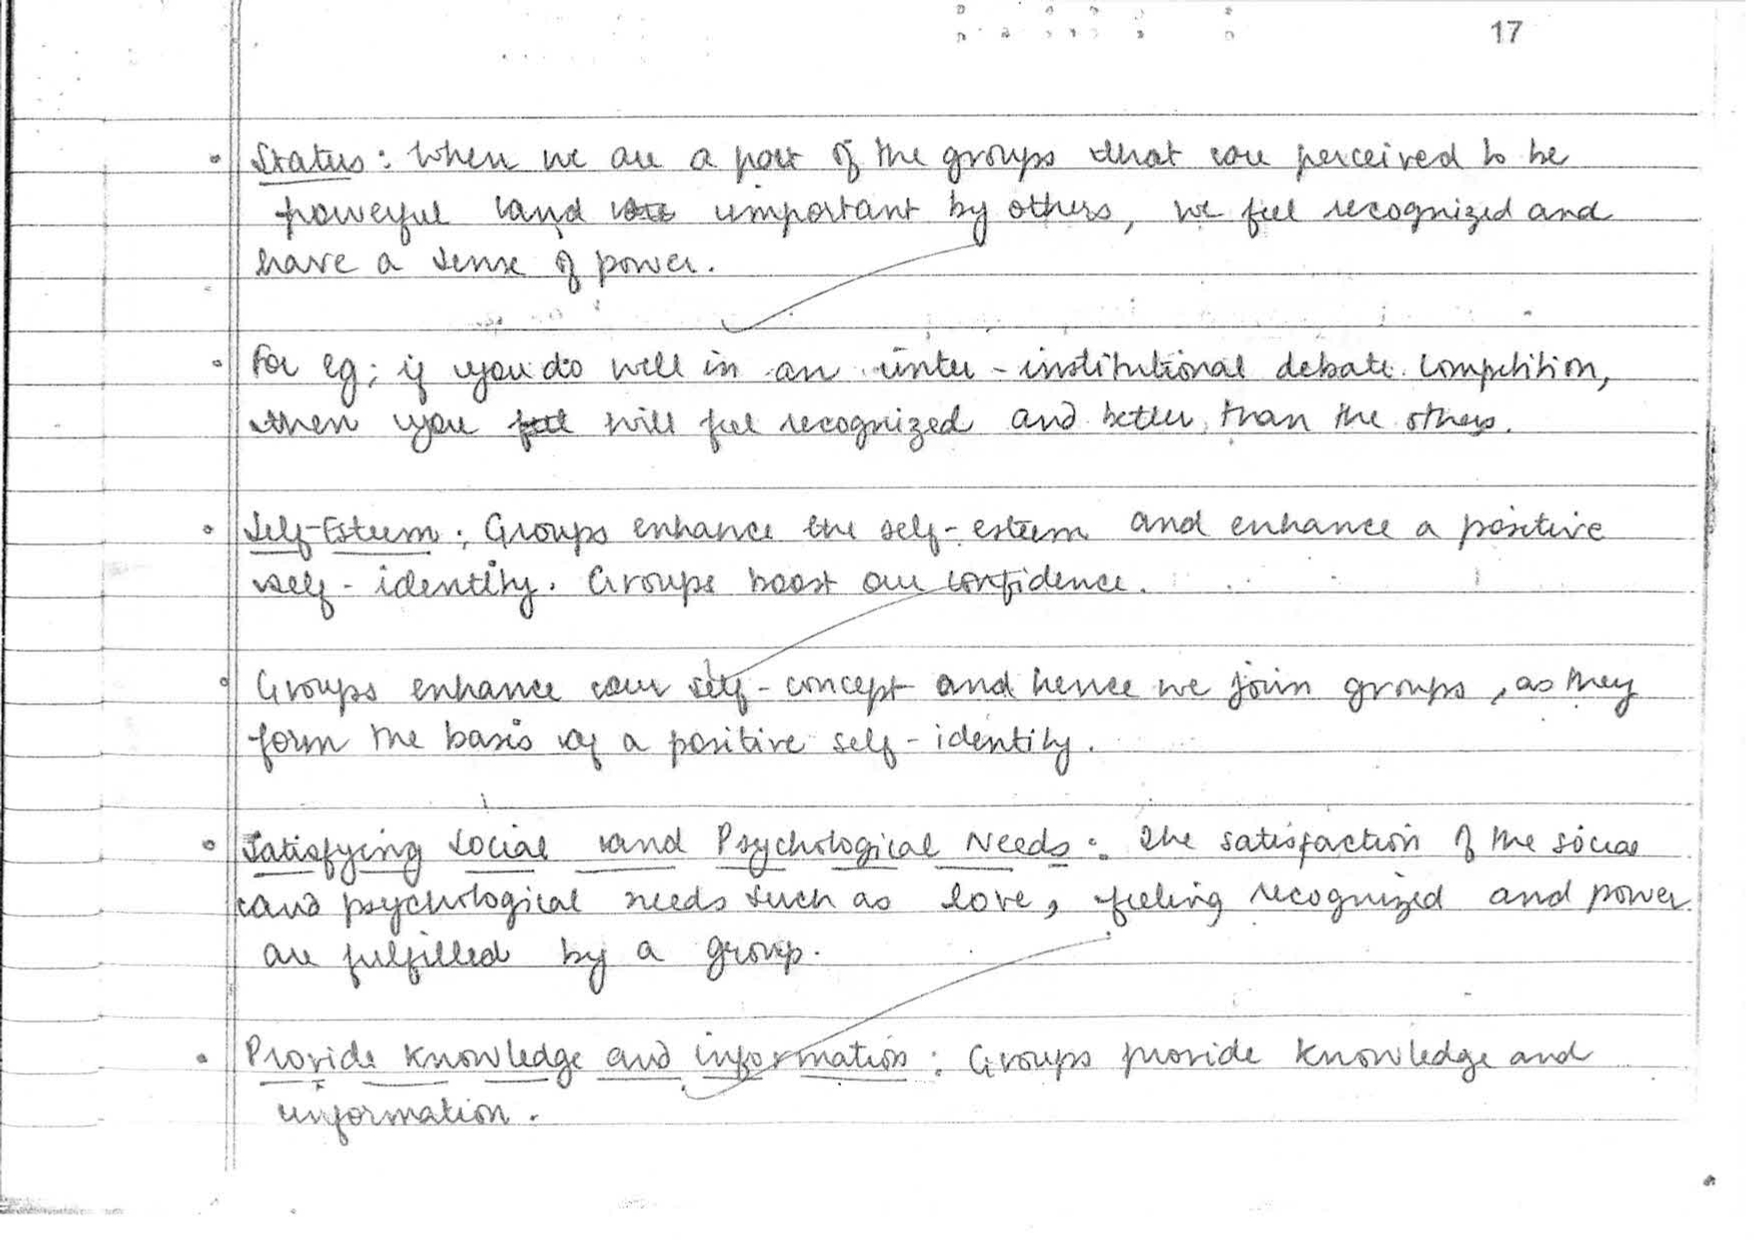 17
• Status: When we are a part of the groups that are perceived to be
powerful and important by others, we feel recognized and
have a sense of power.
• For eg; if you do well in an inter-institutional debate competition,
then you will feel recognized and better than the others.
• Self-Esteem: Groups enhance the self-esteem and enhance a positive
self-identity. Groups boost our confidence.
• Groups enhance our self-concept and hence we join groups, as they
form the basis of a positive self-identity.
• Satisfying Social and Psychological Needs: The satisfaction of the social
and psychological needs such as love, feeling recognized and power
are fulfilled by a group.
• Provide knowledge and information: Groups provide knowledge and
information.